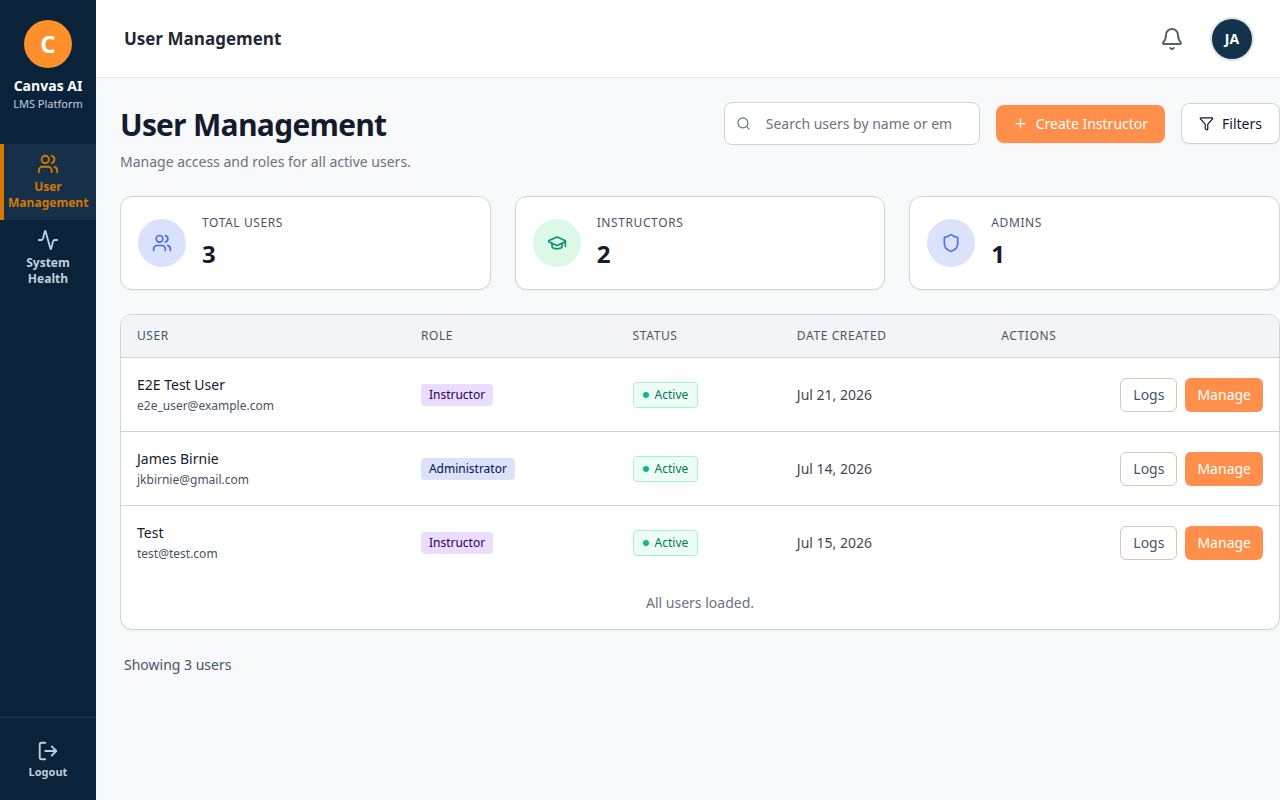 C
Canvas AI
LMS Platform
User
Management
System
Health
Logout
User Management
JA
User Management
Manage access and roles for all active users.
Search users by name or em
Create Instructor
Filters
TOTAL USERS
3
INSTRUCTORS
2
ADMINS
1
USER ROLE STATUS DATE CREATED ACTIONS
E2E Test User
e2e_user@example.com
Instructor
Active
Jul 21, 2026
Logs
Manage
James Birnie
jkbirnie@gmail.com
Administrator
Active
Jul 14, 2026
Logs
Manage
Test
test@test.com
Instructor
Active
Jul 15, 2026
Logs
Manage
All users loaded.
Showing 3 users